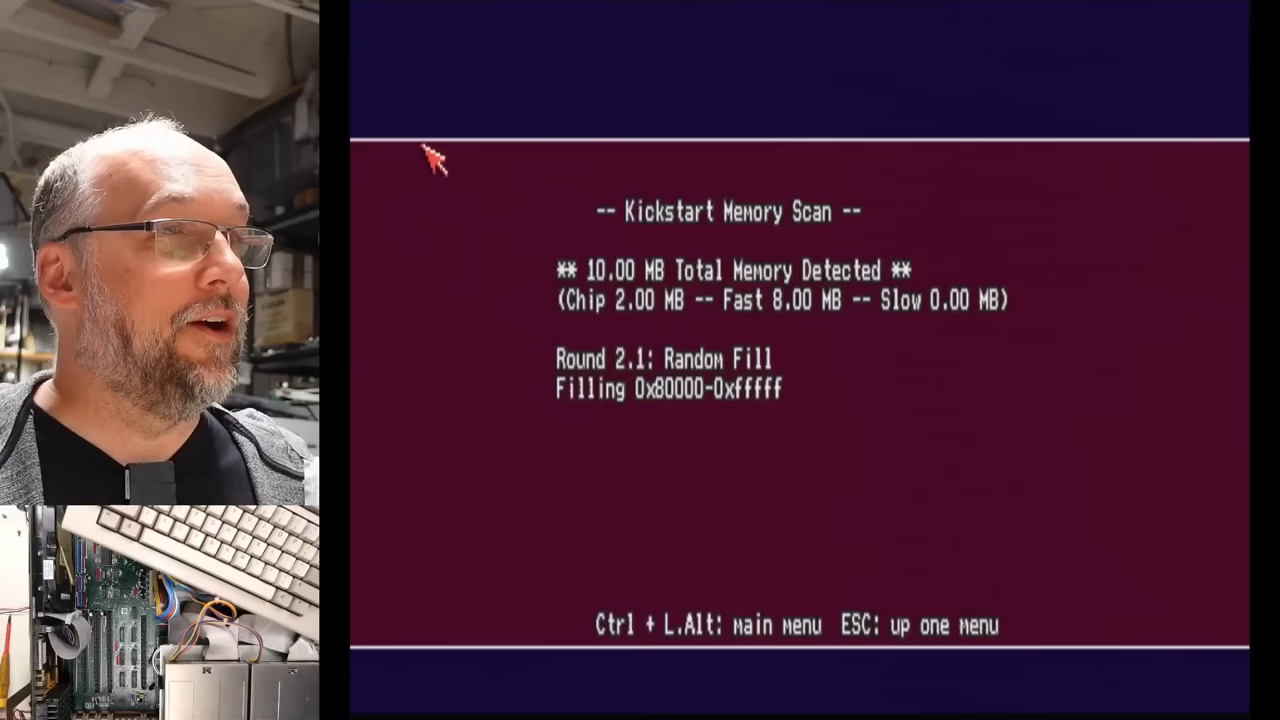 -- Kickstart Memory Scan --
** 10.00 MB Total Memory Detected **
(Chip 2.00 MB -- Fast 8.00 MB -- Slow 0.00 MB)
Round 2.1: Random Fill
Filling 0x80000-0xfffff
Ctrl + L.Alt: main menu  ESC: up one menu